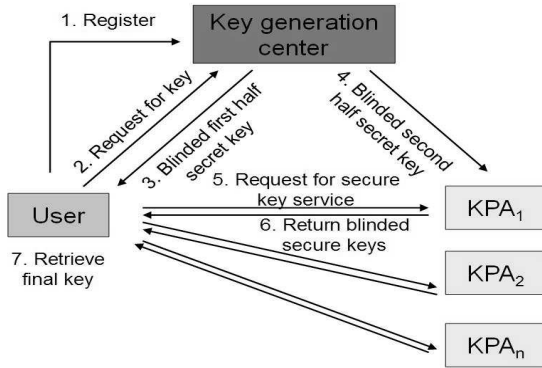 1. Register
Key generation
center
2. Request for key
3. Blinded first half
secret key
4. Blinded second
half secret key
5. Request for secure
key service
User
KPA1
6. Return blinded
secure keys
7. Retrieve
final key
KPA2
KPAn